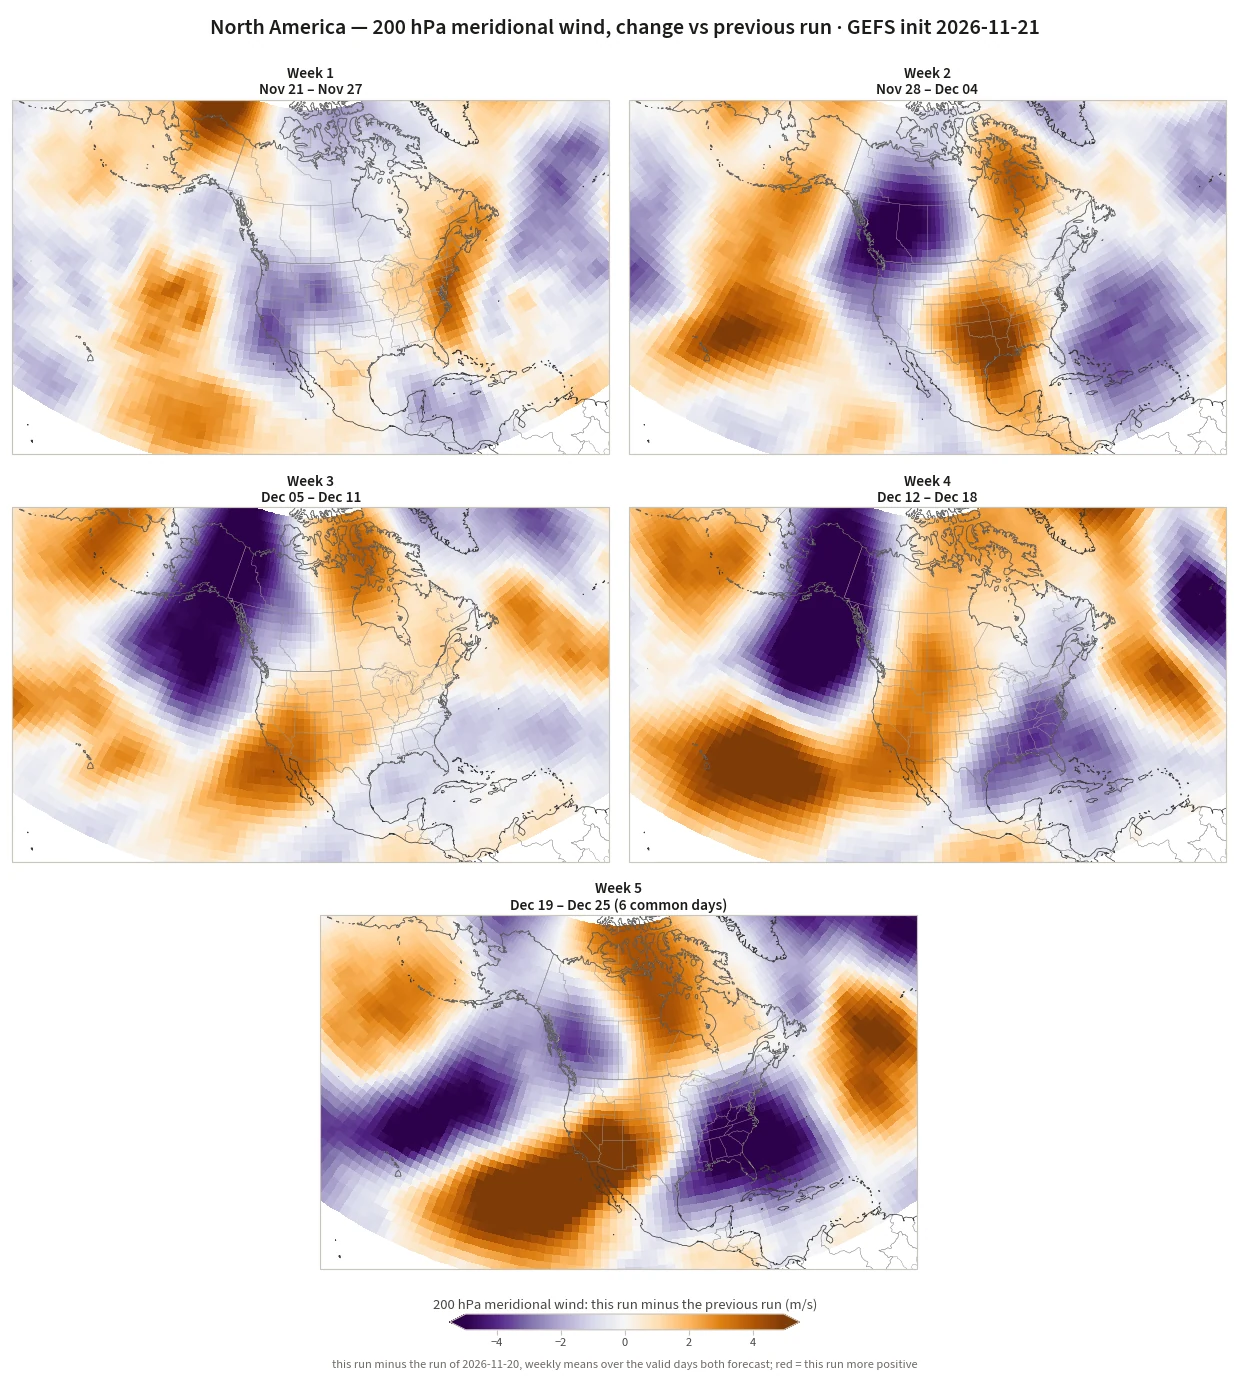 North America — 200 hPa meridional wind, change vs previous run · GEFS init 2026-11-21
Week 1
Nov 21 – Nov 27
Week 2
Nov 28 – Dec 04
Week 3
Dec 05 – Dec 11
Week 4
Dec 12 – Dec 18
Week 5
Dec 19 – Dec 25 (6 common days)
200 hPa meridional wind: this run minus the previous run (m/s)
−4 −2 0 2 4
this run minus the run of 2026-11-20, weekly means over the valid days both forecast; red = this run more positive